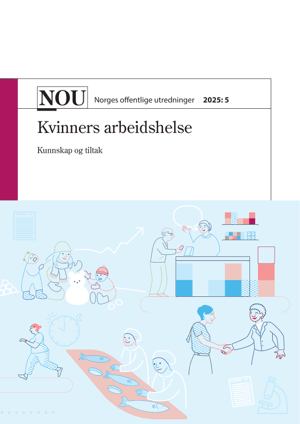 NOU Norges offentlige utredninger 2025: 5
Kvinners arbeidshelse
Kunnskap og tiltak